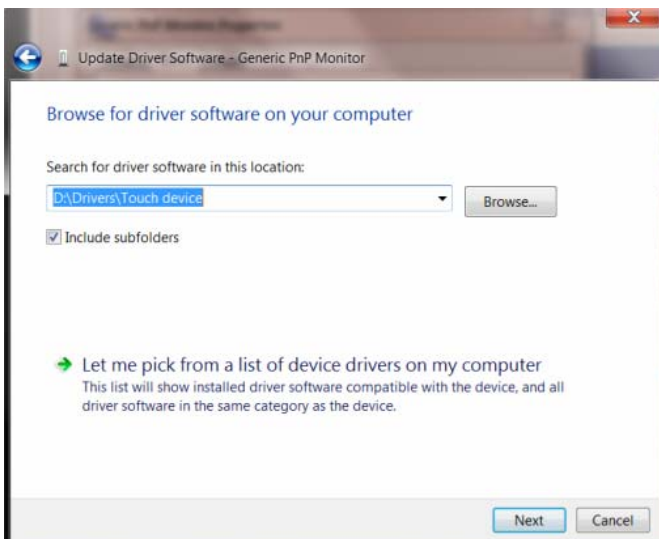 Update Driver Software - Generic PnP Monitor
Browse for driver software on your computer
Search for driver software in this location:
D:\Drivers\Touch device
Browse...
Include subfolders
Let me pick from a list of device drivers on my computer
This list will show installed driver software compatible with the device, and all
driver software in the same category as the device.
Next
Cancel